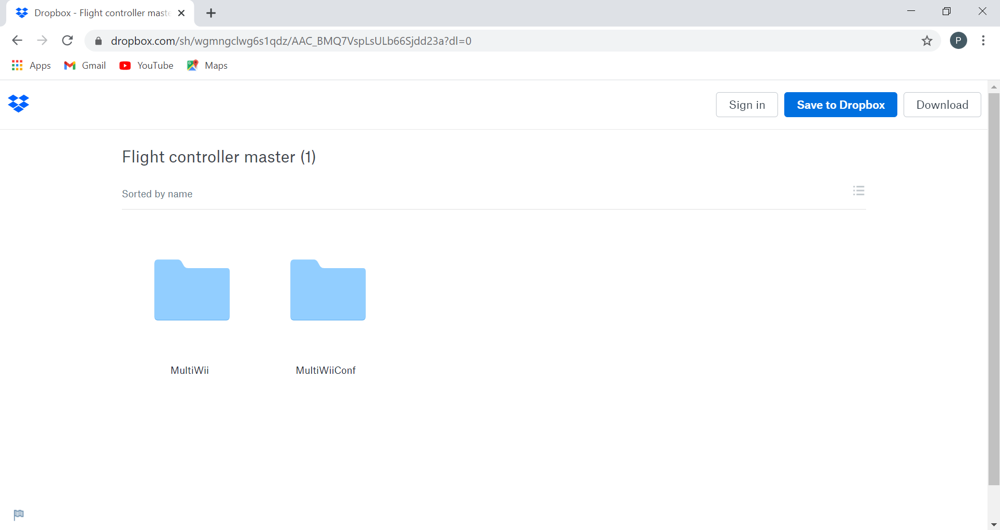 Dropbox - Flight controller maste
dropbox.com/sh/wgmngclwg6s1qdz/AAC_BMQ7VspLsULb66Sjdd23a?dl=0
P
Apps Gmail YouTube Maps
Sign in Save to Dropbox Download
Flight controller master (1)
Sorted by name
MultiWii MultiWiiConf